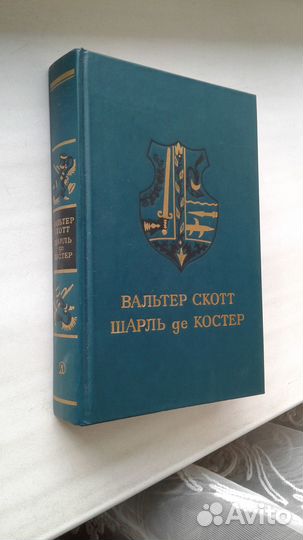 ВАЛЬТЕР
СКОТТ
ШАРЛЬ
де
КОСТЕР
ВАЛЬТЕР СКОТТ
ШАРЛЬ де КОСТЕР
Avito